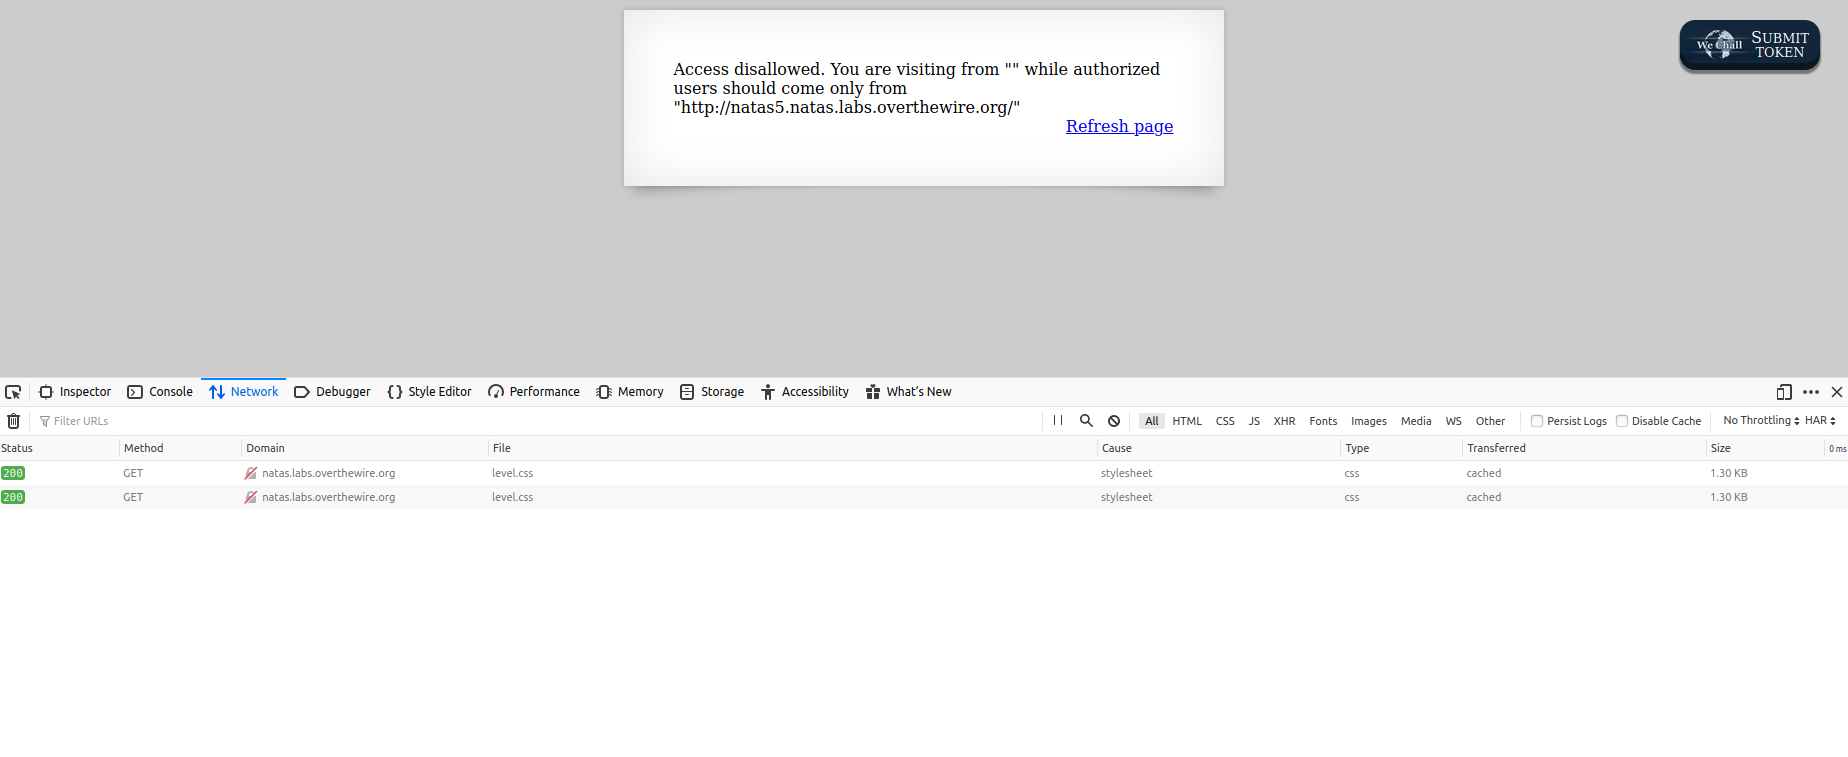 Access disallowed. You are visiting from "" while authorized
users should come only from
"http://natas5.natas.labs.overthewire.org/"
Refresh page
We Chall SUBMIT
TOKEN
Inspector Console Network Debugger Style Editor Performance Memory Storage Accessibility What's New
Filter URLs All HTML CSS JS XHR Fonts Images Media WS Other Persist Logs Disable Cache No Throttling HAR
Status Method Domain File Cause Type Transferred Size 0 ms
200 GET natas.labs.overthewire.org level.css stylesheet css cached 1.30 KB
200 GET natas.labs.overthewire.org level.css stylesheet css cached 1.30 KB